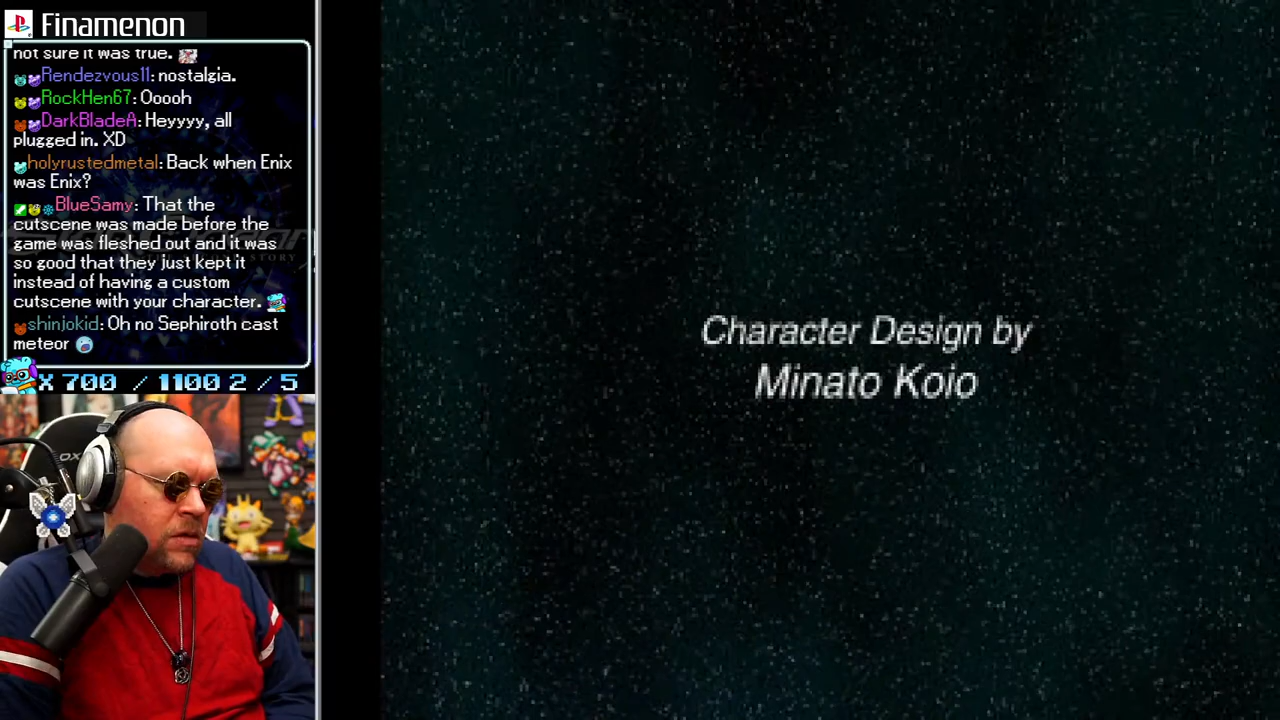 Finamenon
not sure it was true.
Rendezvous11: nostalgia.
RockHen67: Ooooh
DarkBladeA: Heyyyy, all
plugged in. XD
holyrustedmetal: Back when Enix
was Enix?
BlueSamy: That the
cutscene was made before the
game was fleshed out and it was
so good that they just kept it
instead of having a custom
cutscene with your character.
shinjokid: Oh no Sephiroth cast
meteor
X 700 / 1100 2 / 5
Character Design by
Minato Koio